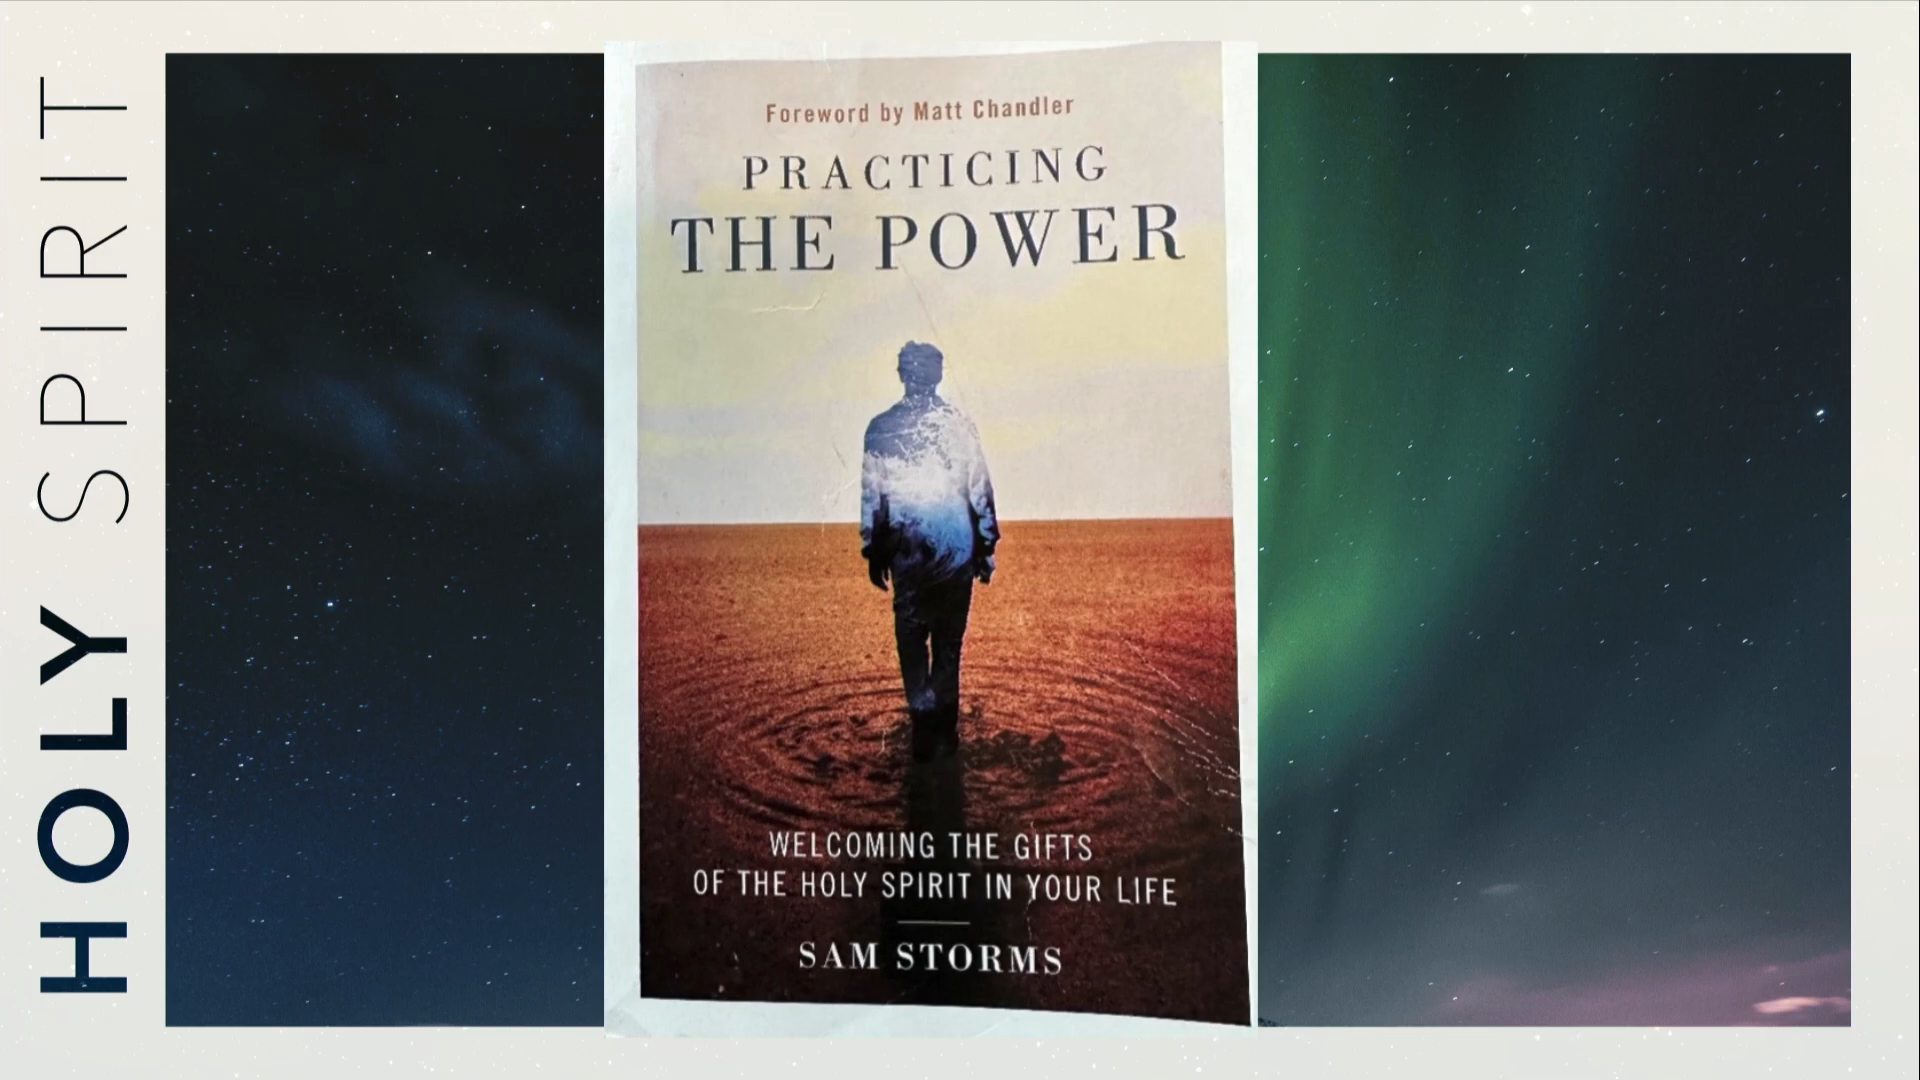 HOLY SPIRIT
Foreword by Matt Chandler
PRACTICING
THE POWER
WELCOMING THE GIFTS
OF THE HOLY SPIRIT IN YOUR LIFE
SAM STORMS